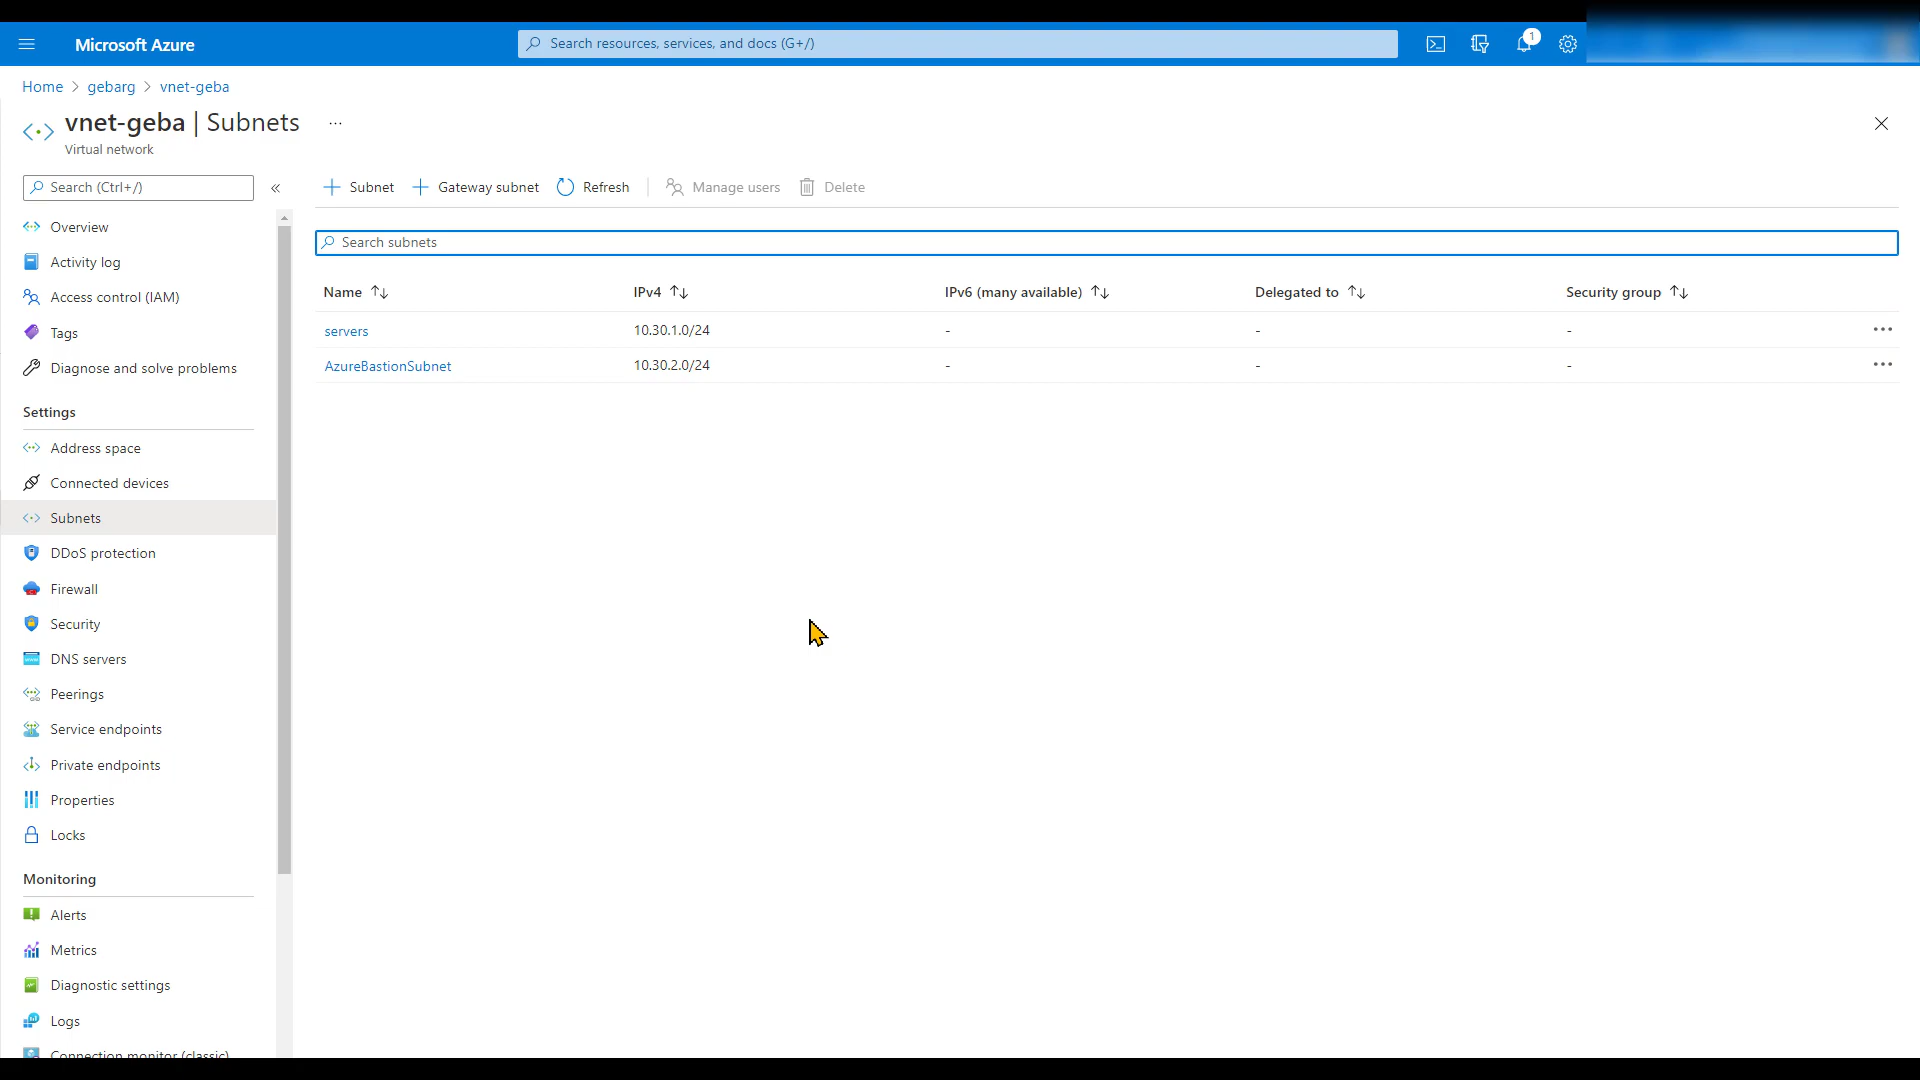 Microsoft Azure
Search resources, services, and docs (G+/)
1
Home > gebarg > vnet-geba
vnet-geba | Subnets ...
Virtual network
Search (Ctrl+/)
«
Subnet
Gateway subnet
Refresh
Manage users
Delete
Overview
Activity log
Access control (IAM)
Tags
Diagnose and solve problems
Settings
Address space
Connected devices
Subnets
DDoS protection
Firewall
Security
DNS servers
Peerings
Service endpoints
Private endpoints
Properties
Locks
Monitoring
Alerts
Metrics
Diagnostic settings
Logs
Connection monitor (classic)
Search subnets
Name IPv4 IPv6 (many available) Delegated to Security group
servers 10.30.1.0/24 - - -
AzureBastionSubnet 10.30.2.0/24 - - -